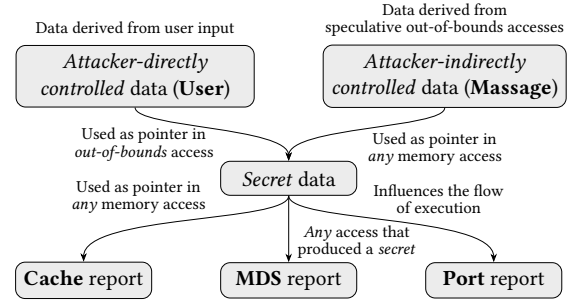 Data derived from user input
Data derived from
speculative out-of-bounds accesses
Attacker-directly
controlled data (User)
Attacker-indirectly
controlled data (Massage)
Used as pointer in
out-of-bounds access
Used as pointer in
any memory access
Secret data
Used as pointer in
any memory access
Influences the flow
of execution
Any access that
produced a secret
Cache report
MDS report
Port report